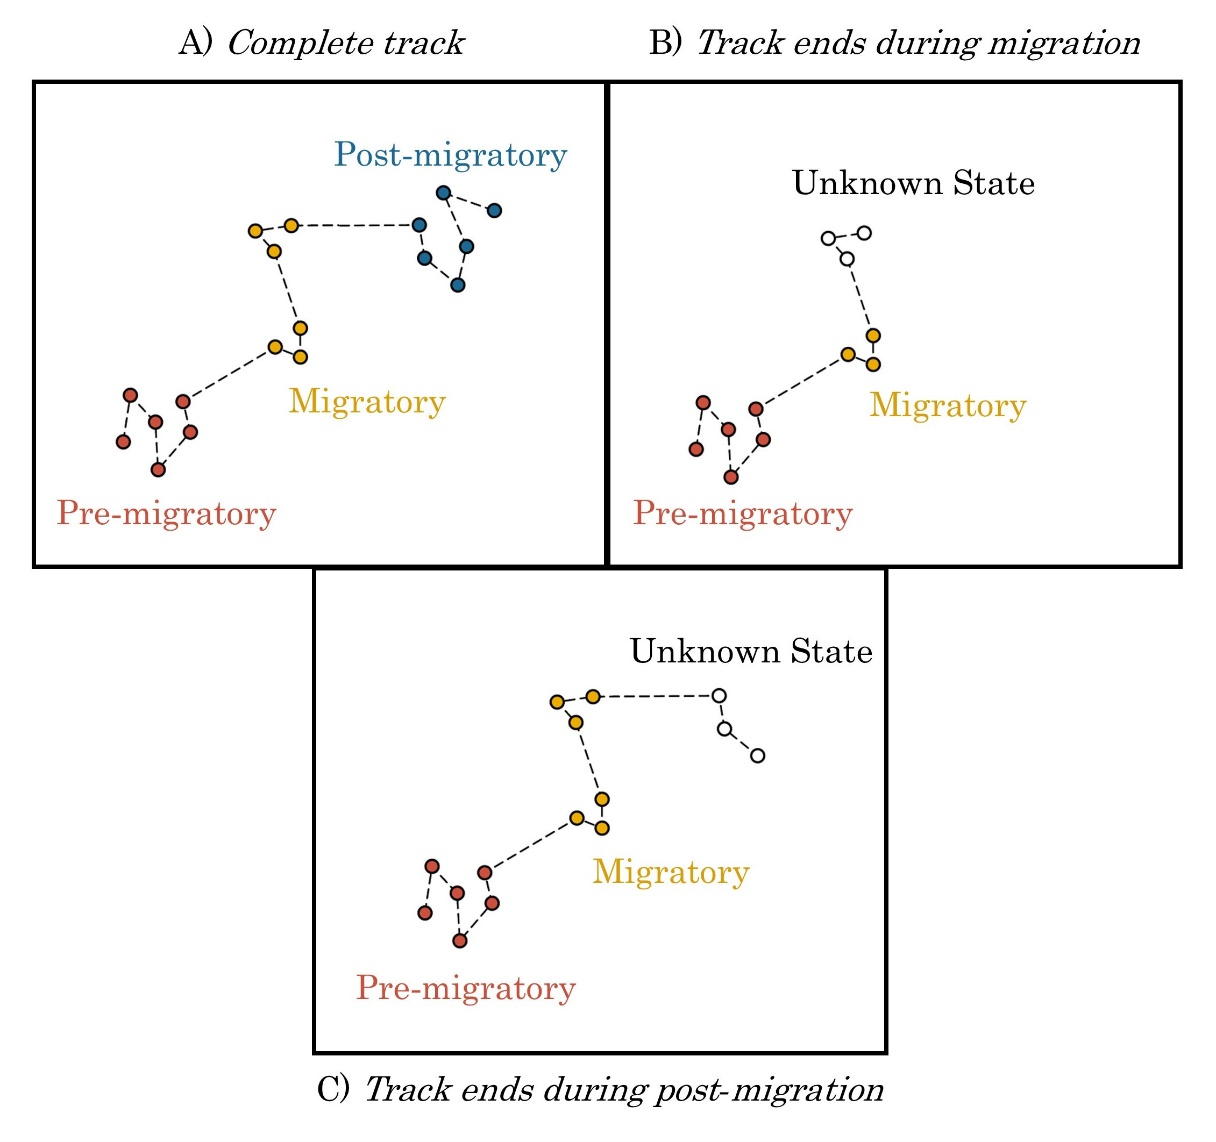 A) Complete track
B) Track ends during migration
Post-migratory
Migratory
Pre-migratory
Unknown State
Migratory
Pre-migratory
Unknown State
Migratory
Pre-migratory
C) Track ends during post-migration